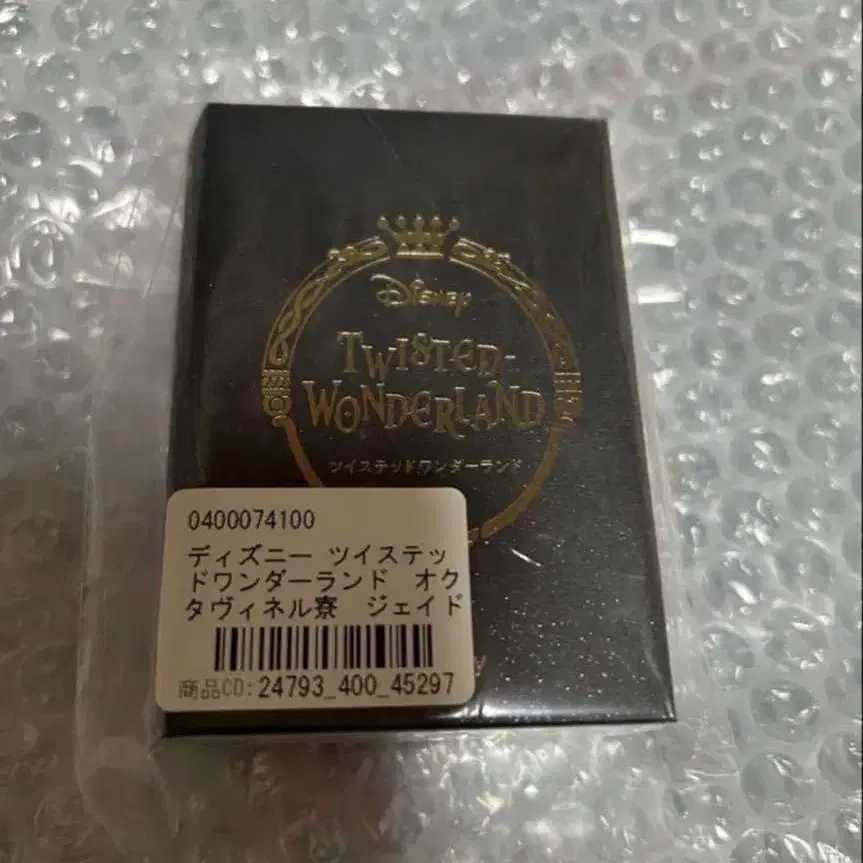 Disney
TWISTED-
WONDERLAND
ツイステッドワンダーランド
0400074100
ディズニー ツイステッ
ドワンダーランド　オク
タヴィネル寮　ジェイド
商品CD: 24793_400_45297